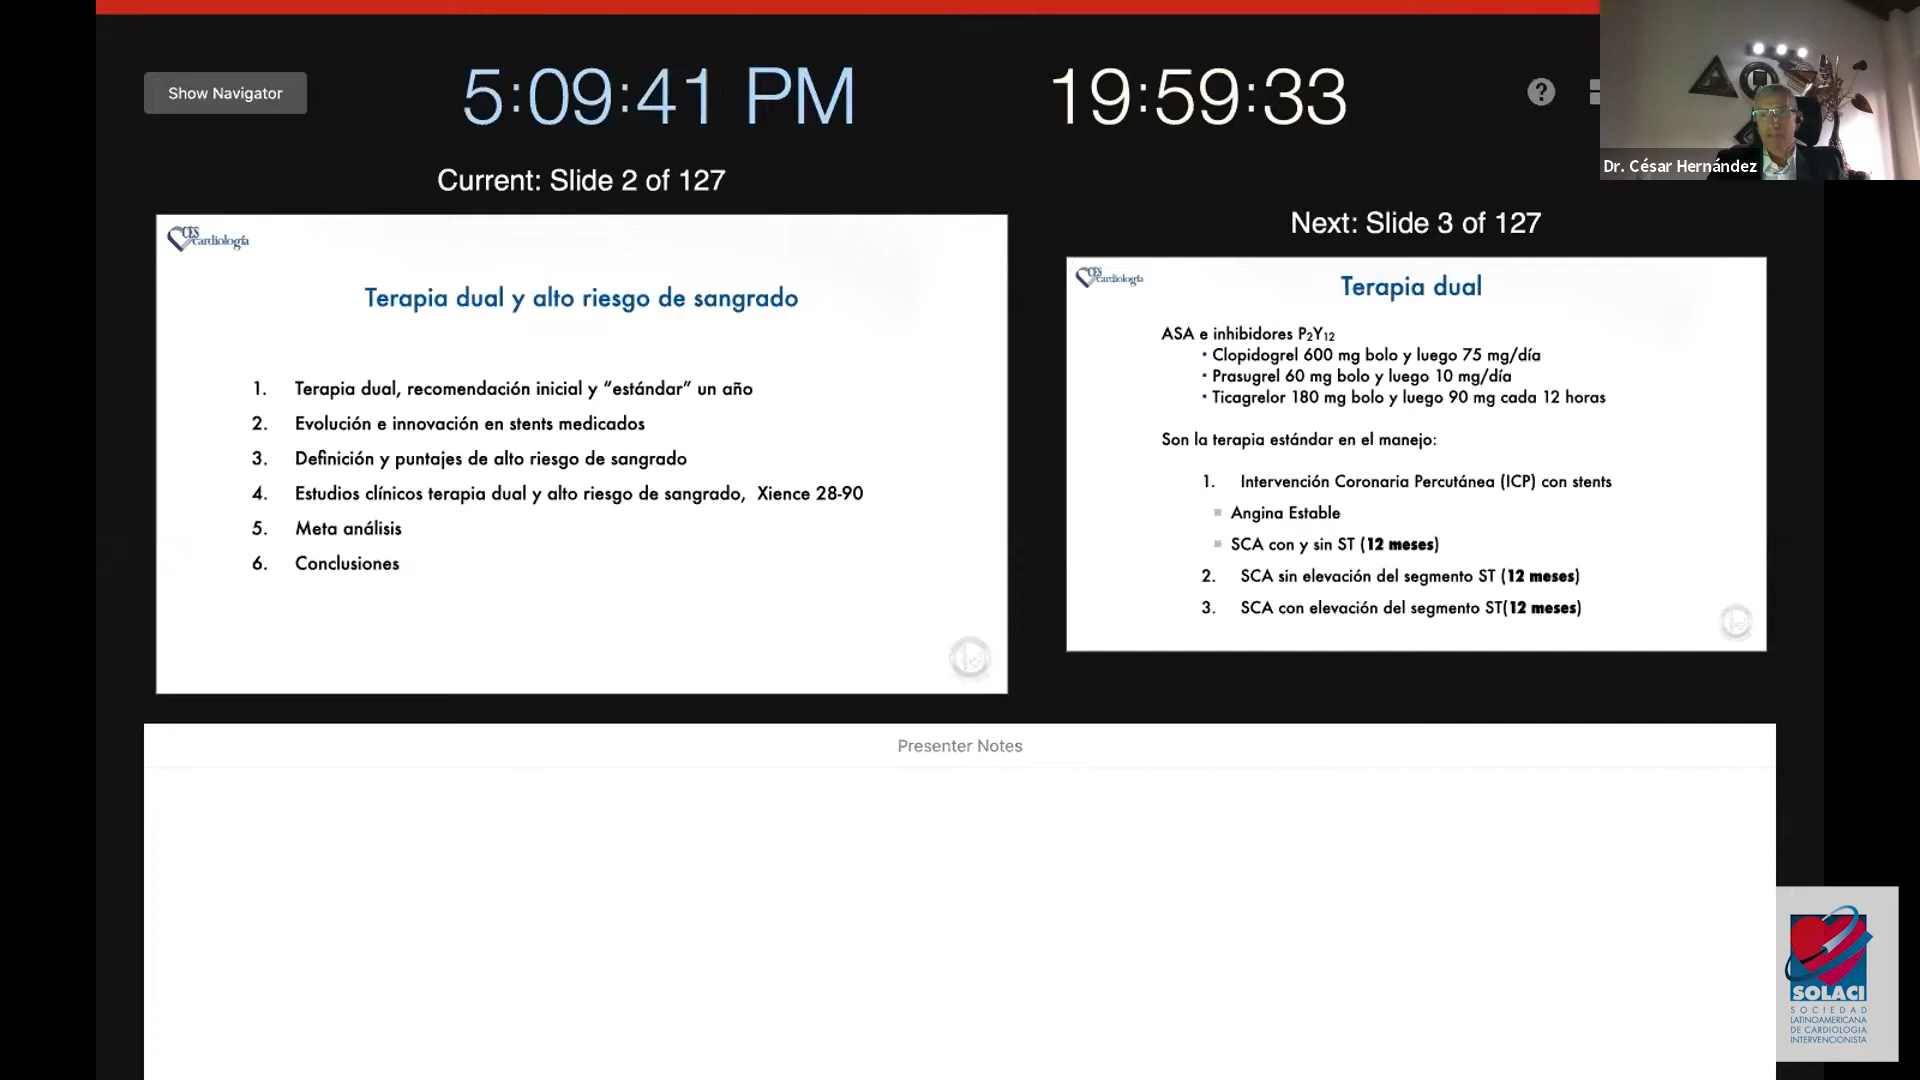 Show Navigator
5:09:41 PM
19:59:33
?
Dr. César Hernández
Current: Slide 2 of 127
CES
cardiología
Terapia dual y alto riesgo de sangrado
1. Terapia dual, recomendación inicial y “estándar” un año
2. Evolución e innovación en stents medicados
3. Definición y puntajes de alto riesgo de sangrado
4. Estudios clínicos terapia dual y alto riesgo de sangrado, Xience 28-90
5. Meta análisis
6. Conclusiones
Next: Slide 3 of 127
CES
cardiología
Terapia dual
ASA e inhibidores P₂Y₁₂
• Clopidogrel 600 mg bolo y luego 75 mg/día
• Prasugrel 60 mg bolo y luego 10 mg/día
• Ticagrelor 180 mg bolo y luego 90 mg cada 12 horas
Son la terapia estándar en el manejo:
1. Intervención Coronaria Percutánea (ICP) con stents
Angina Estable
SCA con y sin ST (12 meses)
2. SCA sin elevación del segmento ST (12 meses)
3. SCA con elevación del segmento ST(12 meses)
Presenter Notes
SOLACI
SOCIEDAD
LATINOAMERICANA
DE CARDIOLOGIA
INTERVENCIONISTA